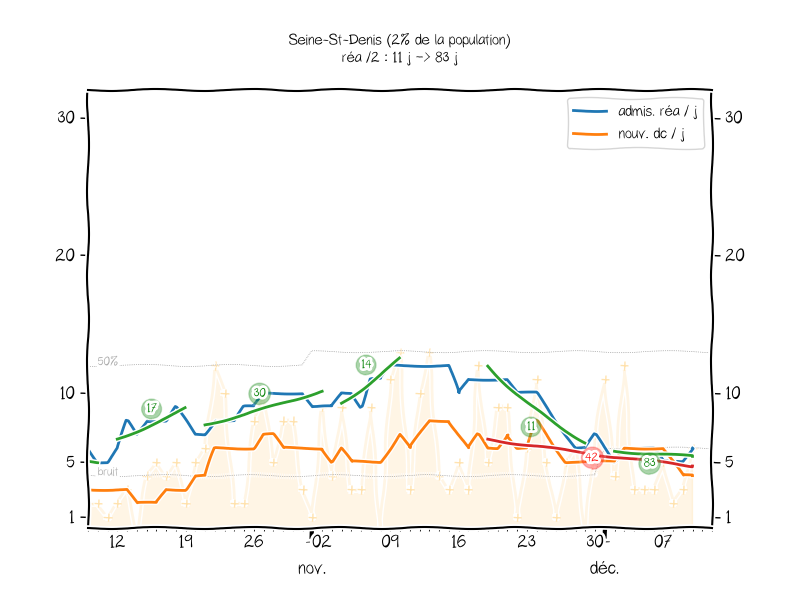 Seine-St-Denis (2% de la population)
réa /2 : 11 j -> 83 j
admis. réa / j
nouv. dc / j
30
30
20
20
50%
14
17
30
10
10
11
42
83
5
5
bruit
1
1
12 19 26 02 09 16 23 30 07
nov. déc.